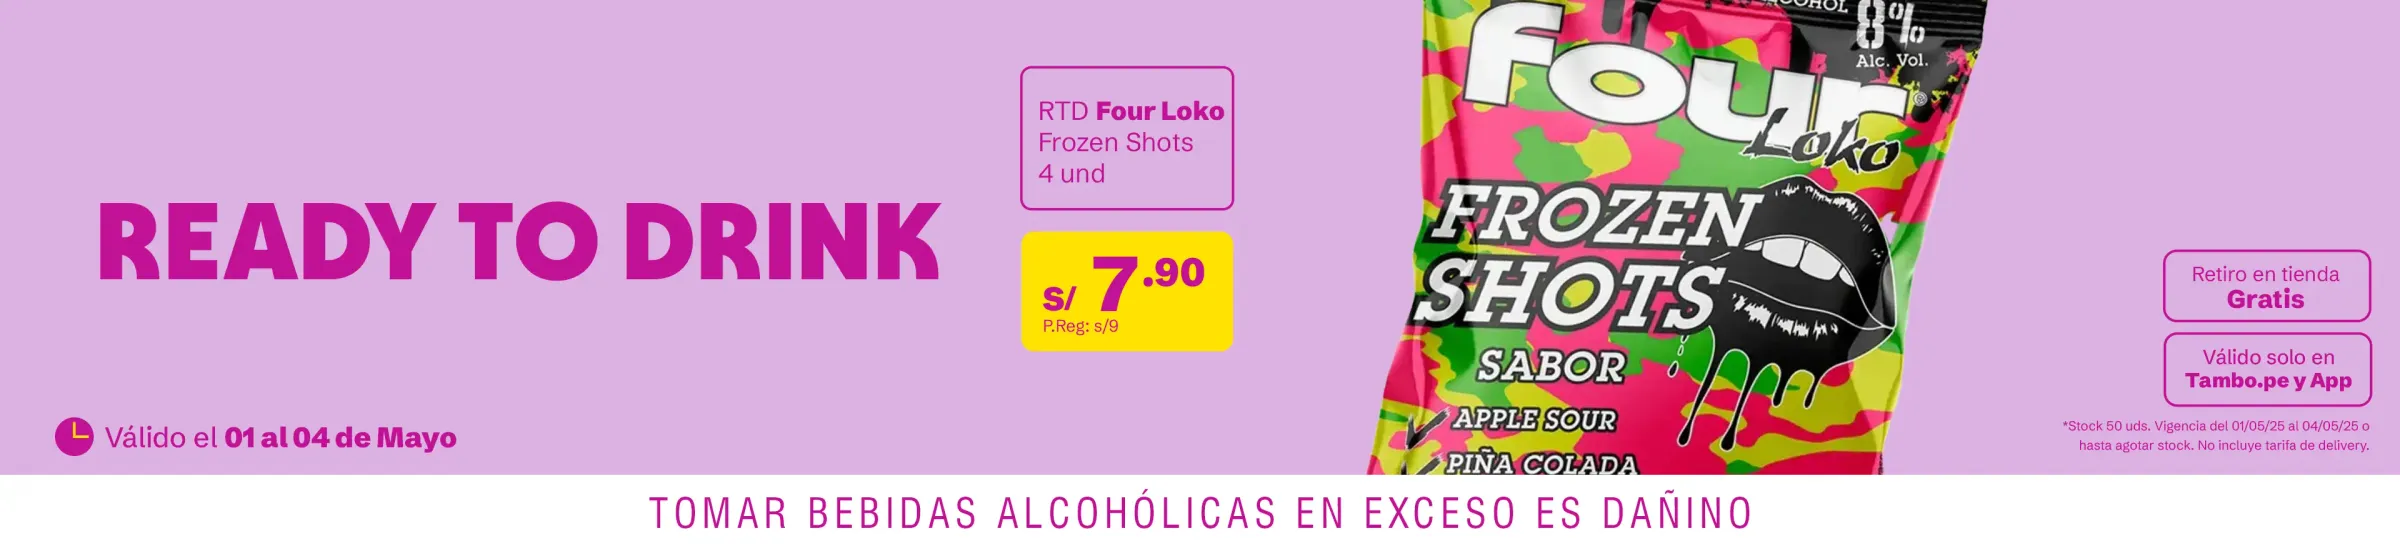 READY TO DRINK
Válido el 01 al 04 de Mayo
RTD Four Loko
Frozen Shots
4 und
S/ 7.90
P.Reg: s/9
ALCOHOL 8%
Alc. Vol.
four
Loko
FROZEN
SHOTS
SABOR
APPLE SOUR
PIÑA COLADA
Retiro en tienda
Gratis
Válido solo en
Tambo.pe y App
*Stock 50 uds. Vigencia del 01/05/25 al 04/05/25 o
hasta agotar stock. No incluye tarifa de delivery.
TOMAR BEBIDAS ALCOHÓLICAS EN EXCESO ES DAÑINO